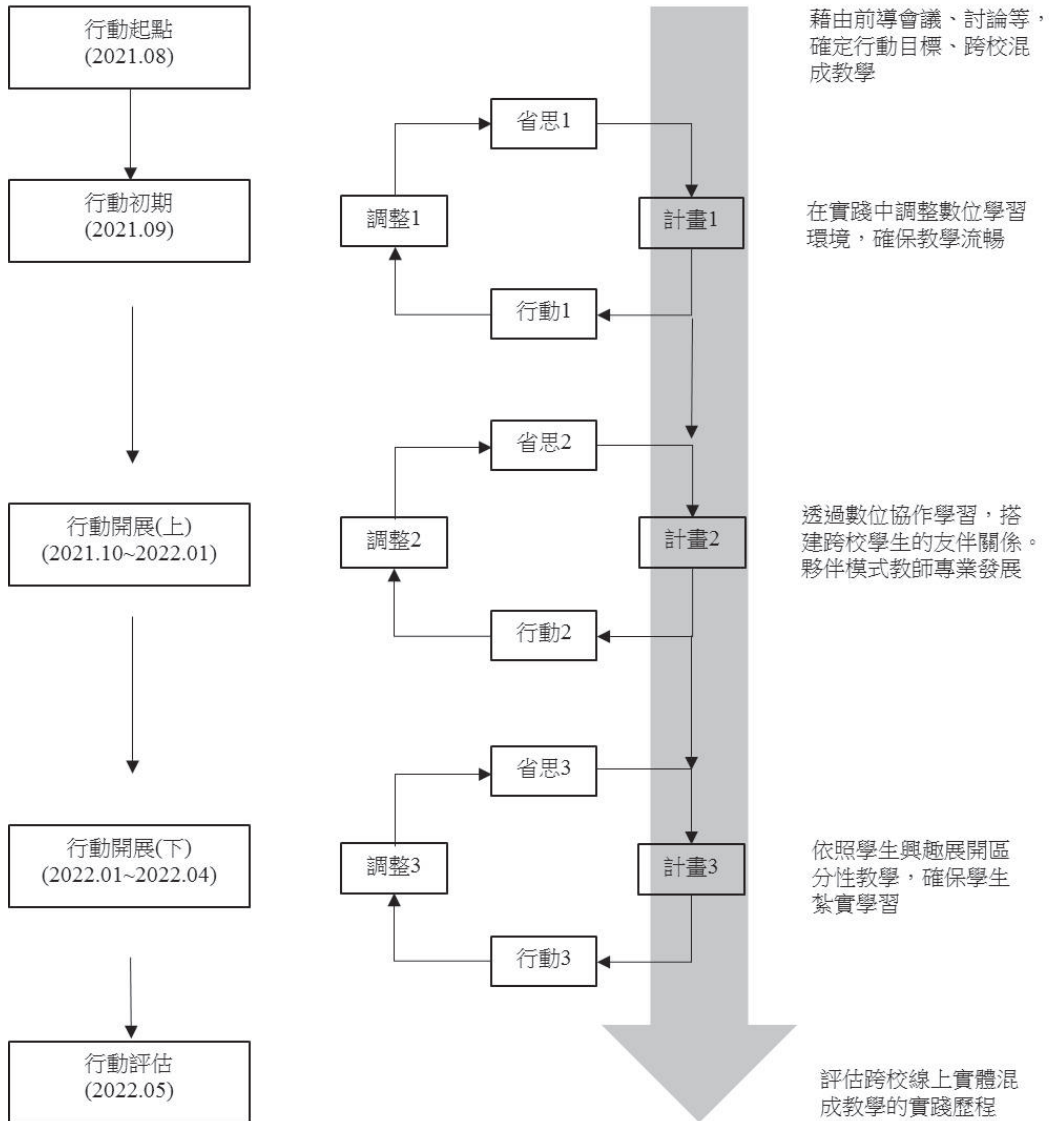 行動起點
(2021.08)
藉由前導會議、討論等，
確定行動目標、跨校混
成教學
省思1
行動初期
(2021.09)
調整1
計畫1
在實踐中調整數位學習
環境，確保教學流暢
行動1
省思2
行動開展(上)
(2021.10~2022.01)
調整2
計畫2
透過數位協作學習，搭
建跨校學生的友伴關係。
夥伴模式教師專業發展
行動2
省思3
行動開展(下)
(2022.01~2022.04)
調整3
計畫3
依照學生興趣展開區
分性教學，確保學生
紮實學習
行動3
行動評估
(2022.05)
評估跨校線上實體混
成教學的實踐歷程